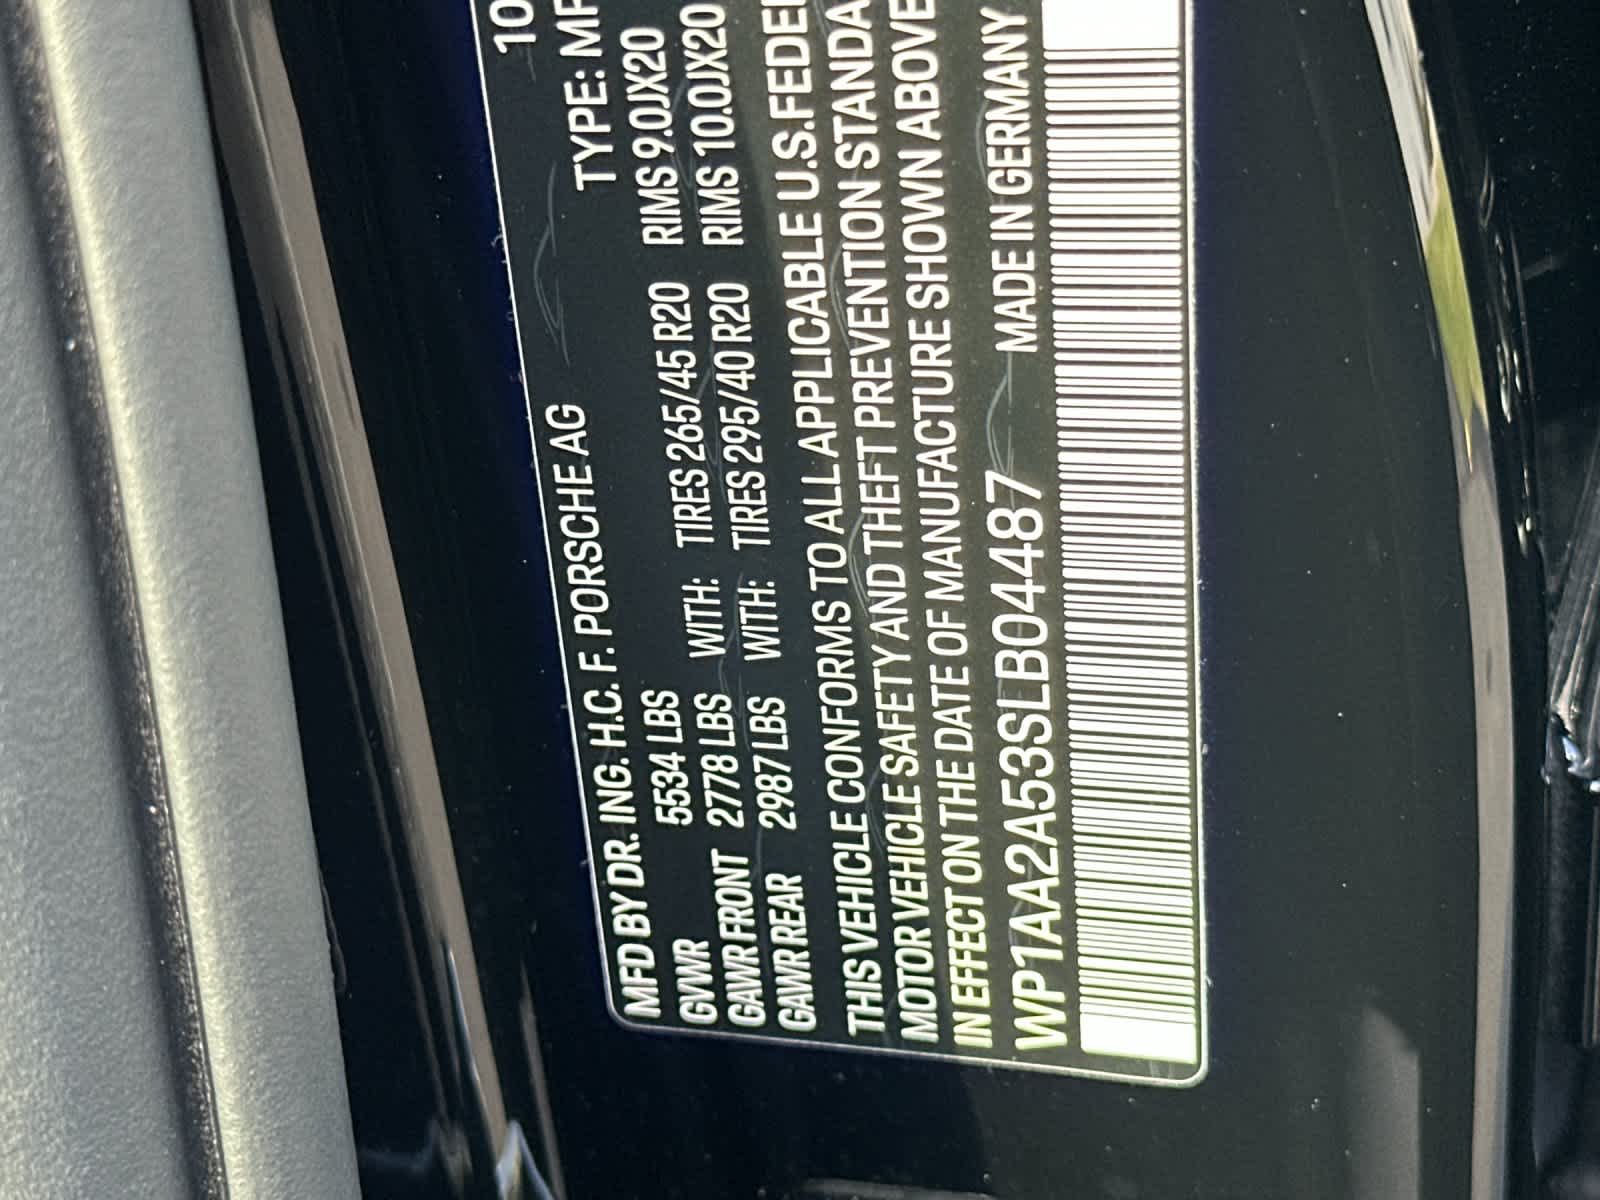 MFD BY DR. ING. H.C. F. PORSCHE AG 10
GVWR 5534 LBS TYPE: MP
GAWR FRONT 2778 LBS WITH: TIRES 265/45 R20 RIMS 9.0JX20
GAWR REAR 2987 LBS WITH: TIRES 295/40 R20 RIMS 10.0JX20
THIS VEHICLE CONFORMS TO ALL APPLICABLE U.S.FEDE
MOTOR VEHICLE SAFETY AND THEFT PREVENTION STANDA
IN EFFECT ON THE DATE OF MANUFACTURE SHOWN ABOVE
WP1AA2A53SLB04487 MADE IN GERMANY